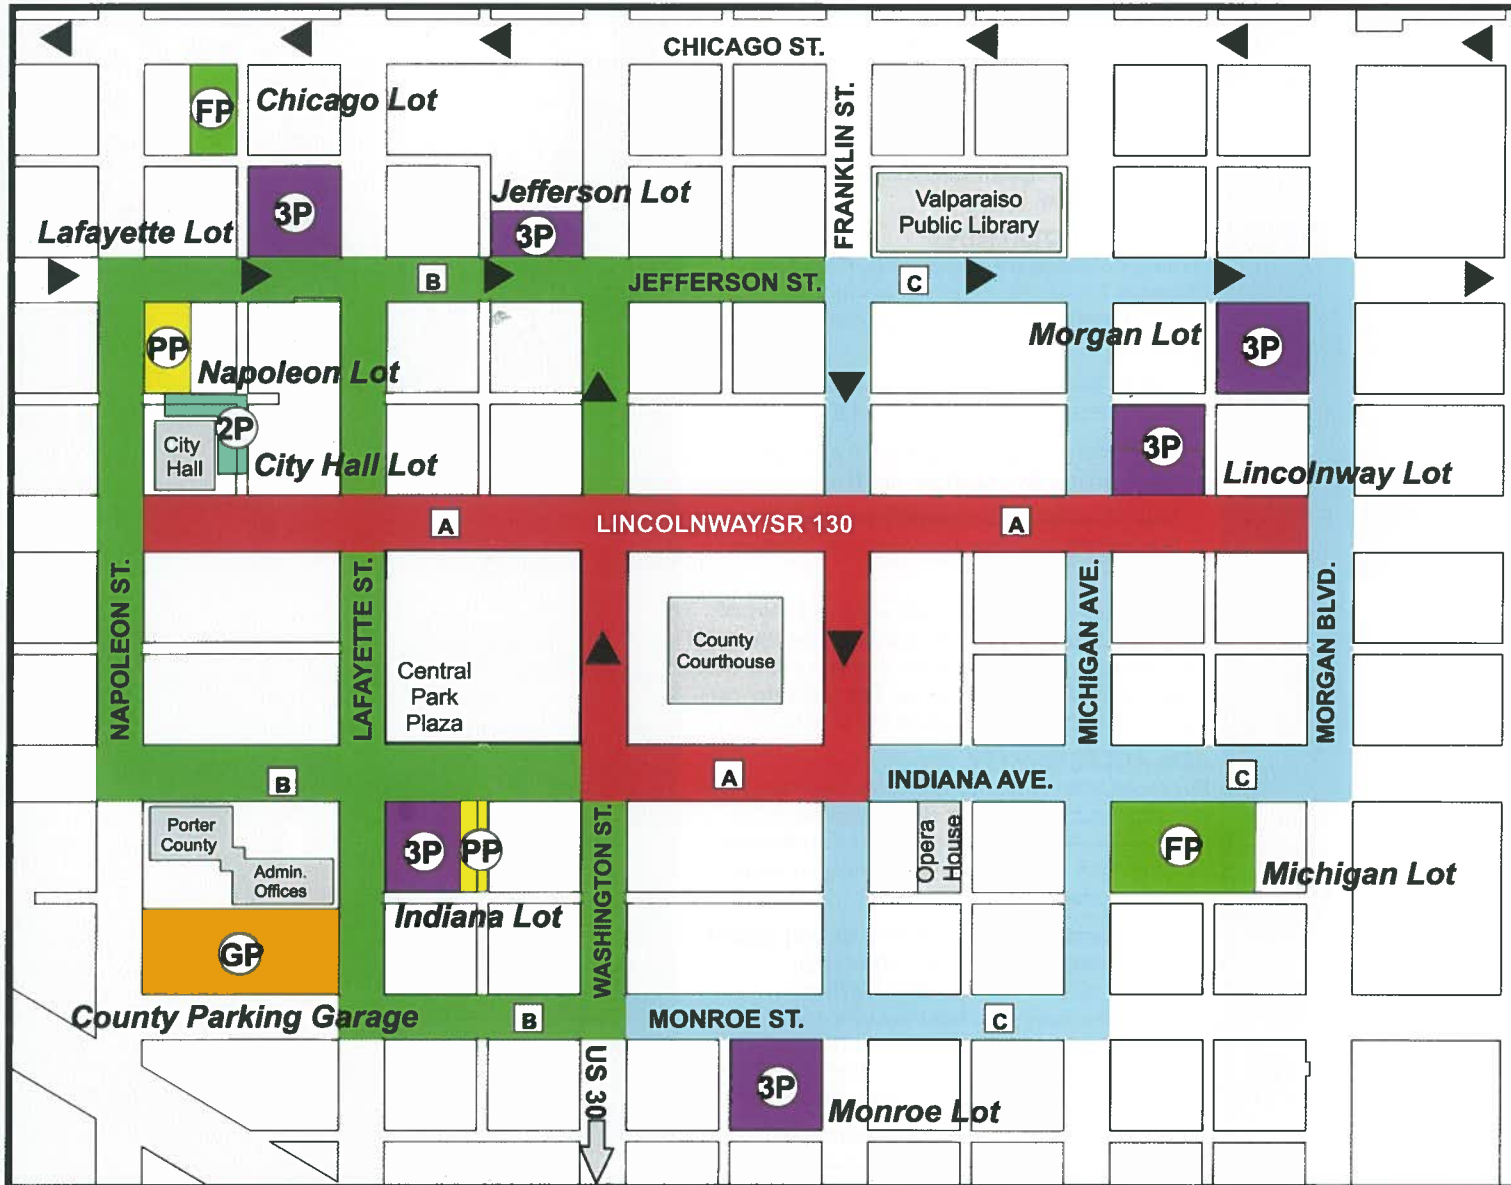 CHICAGO ST.
FP
Chicago Lot
FRANKLIN ST.
3P
Lafayette Lot
Jefferson Lot
3P
Valparaiso
Public Library
B
JEFFERSON ST.
C
PP
Napoleon Lot
Morgan Lot
3P
2P
City
Hall
City Hall Lot
3P
Lincolnway Lot
A
LINCOLNWAY/SR 130
A
NAPOLEON ST.
LAFAYETTE ST.
Central
Park
Plaza
County
Courthouse
MICHIGAN AVE.
MORGAN BLVD.
B
A
INDIANA AVE.
C
Porter
County
Admin.
Offices
3P
PP
Indiana Lot
WASHINGTON ST.
Opera
House
FP
Michigan Lot
GP
County Parking Garage
B
MONROE ST.
C
US 30
3P
Monroe Lot